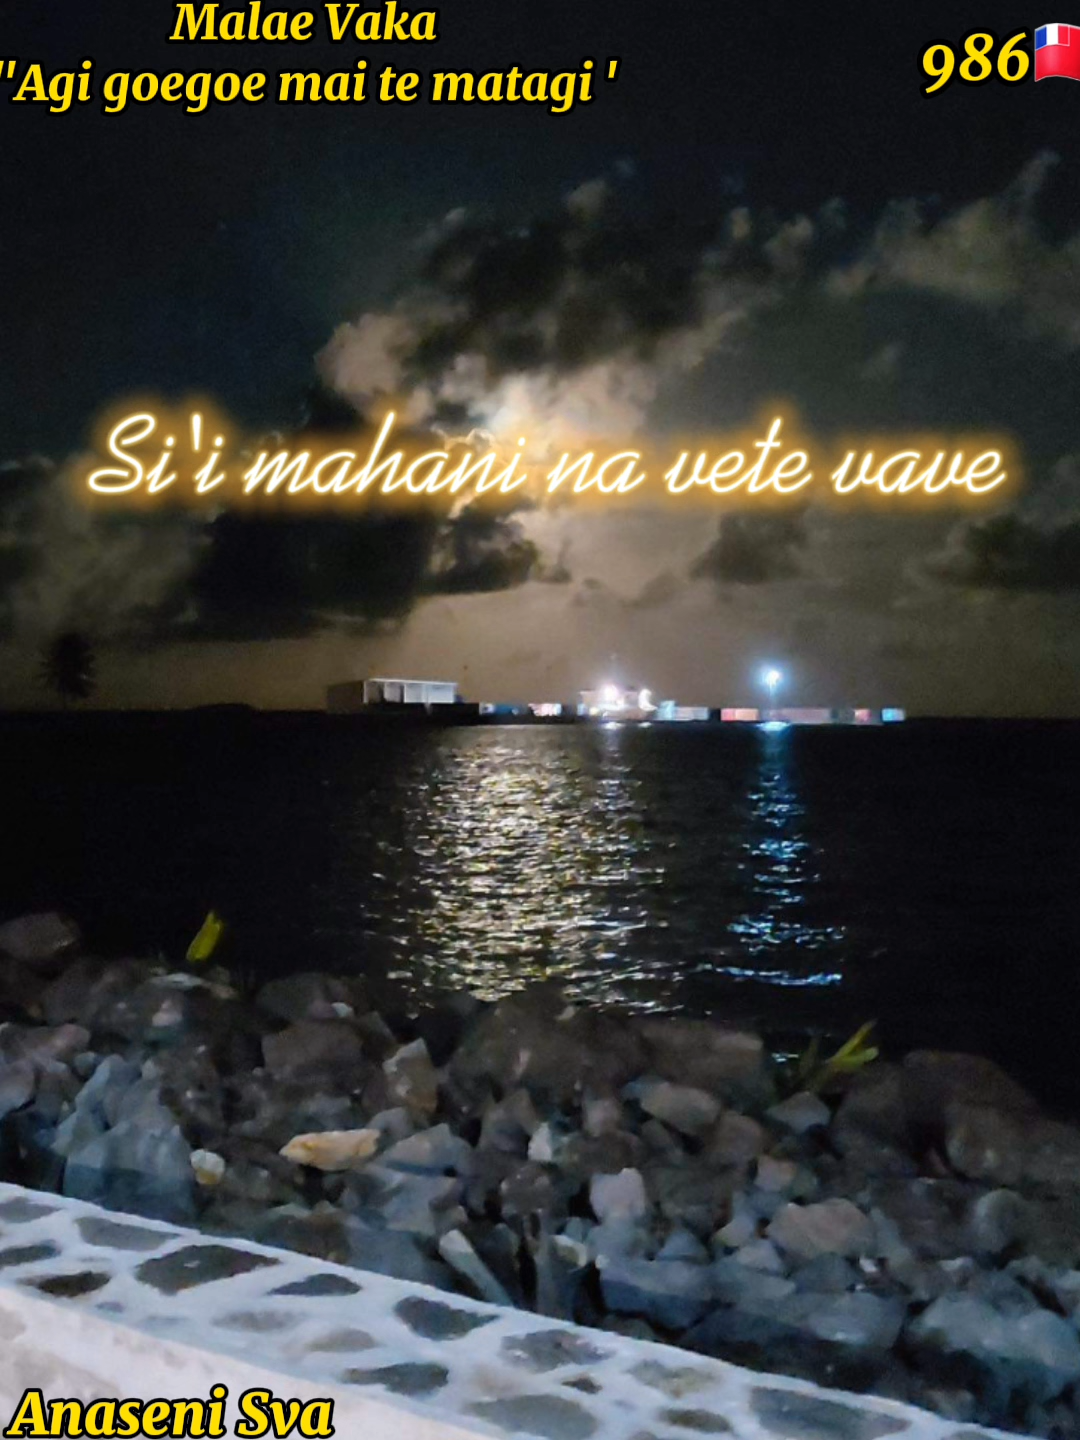 Malae Vaka
"Agi goegoe mai te matagi '
986🇼🇫
Si'i mahani na vete vave
Anaseni Sva